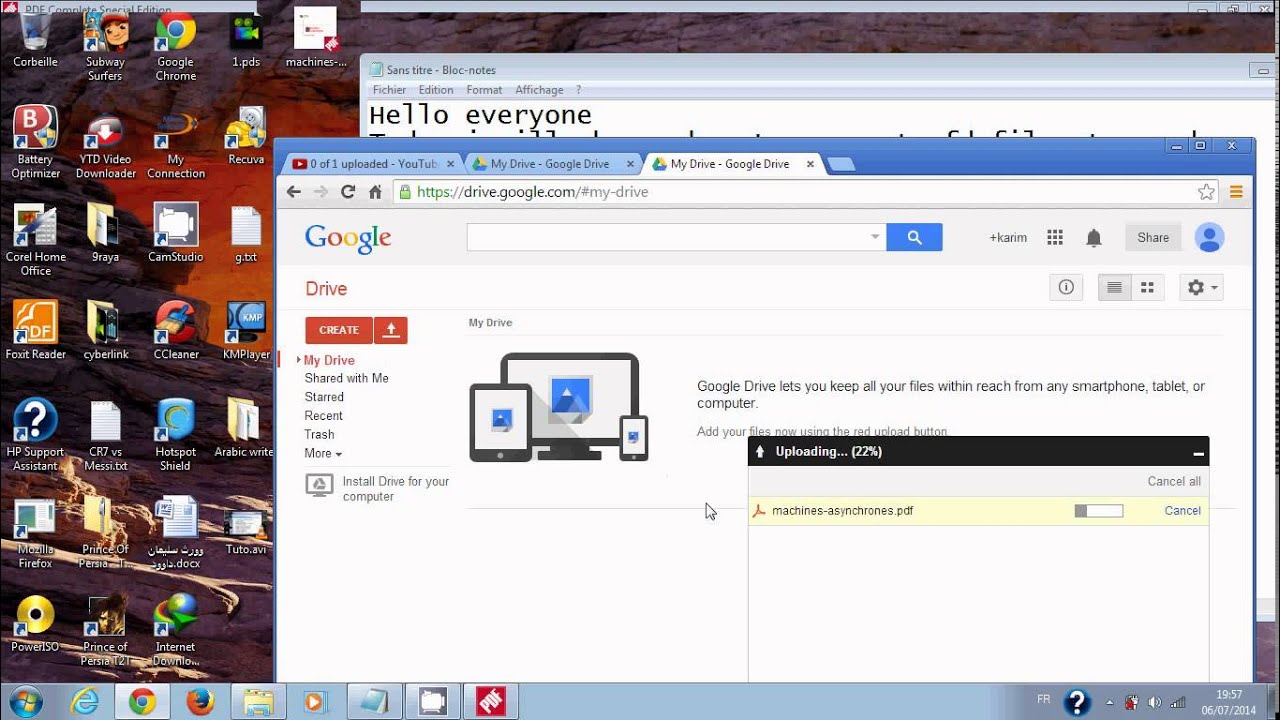 PDF Complete Special Edition
Corbeille
Subway Surfers
Google Chrome
1.pds
machines-...
Battery Optimizer
YTD Video Downloader
My Connection
Recuva
Corel Home Office
9raya
CamStudio
g.txt
Foxit Reader
cyberlink
CCleaner
KMPlayer
HP Support Assistant
CR7 vs Messi.txt
Hotspot Shield
Arabic write
Mozilla Firefox
Prince.Of Persia -. T...
وورث سليمان داوود.docx
Tuto.avi
PowerISO
Prince of Persia T2T
Internet Downlo...
Sans titre - Bloc-notes
Fichier Edition Format Affichage ?
Hello everyone
0 of 1 uploaded - YouTub
My Drive - Google Drive
My Drive - Google Drive
https://drive.google.com/#my-drive
Google
+karim
Share
Drive
CREATE
My Drive
My Drive
Shared with Me
Starred
Recent
Trash
More
Install Drive for your
computer
Google Drive lets you keep all your files within reach from any smartphone, tablet, or
computer.
Add your files now using the red upload button.
Uploading... (22%)
Cancel all
machines-asynchrones.pdf
Cancel
FR
19:57
06/07/2014